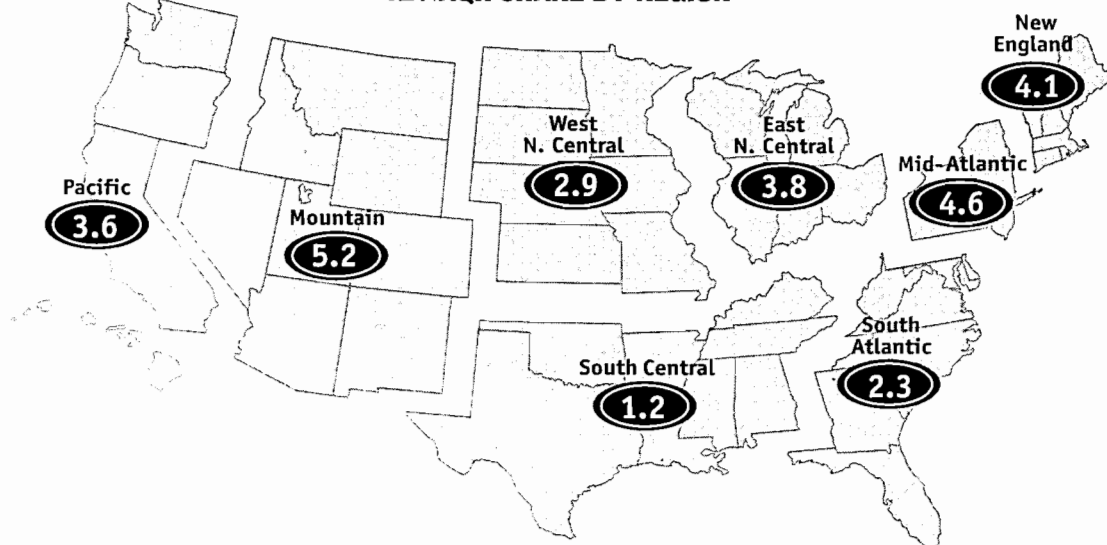 New
England
4.1
West
N. Central
2.9
East
N. Central
3.8
Mid-Atlantic
4.6
Pacific
3.6
Mountain
5.2
South
Atlantic
2.3
South Central
1.2